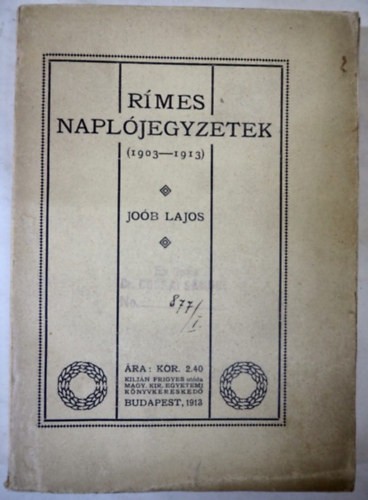 RÍMES
NAPLÓJEGYZETEK
(1903—1913)
JOÓB LAJOS
No.
877/I.
ÁRA: KOR. 2.40
KILIÁN FRIGYES utóda
MAGY. KIR. EGYETEMI
KÖNYVKERESKEDŐ
BUDAPEST, 1913